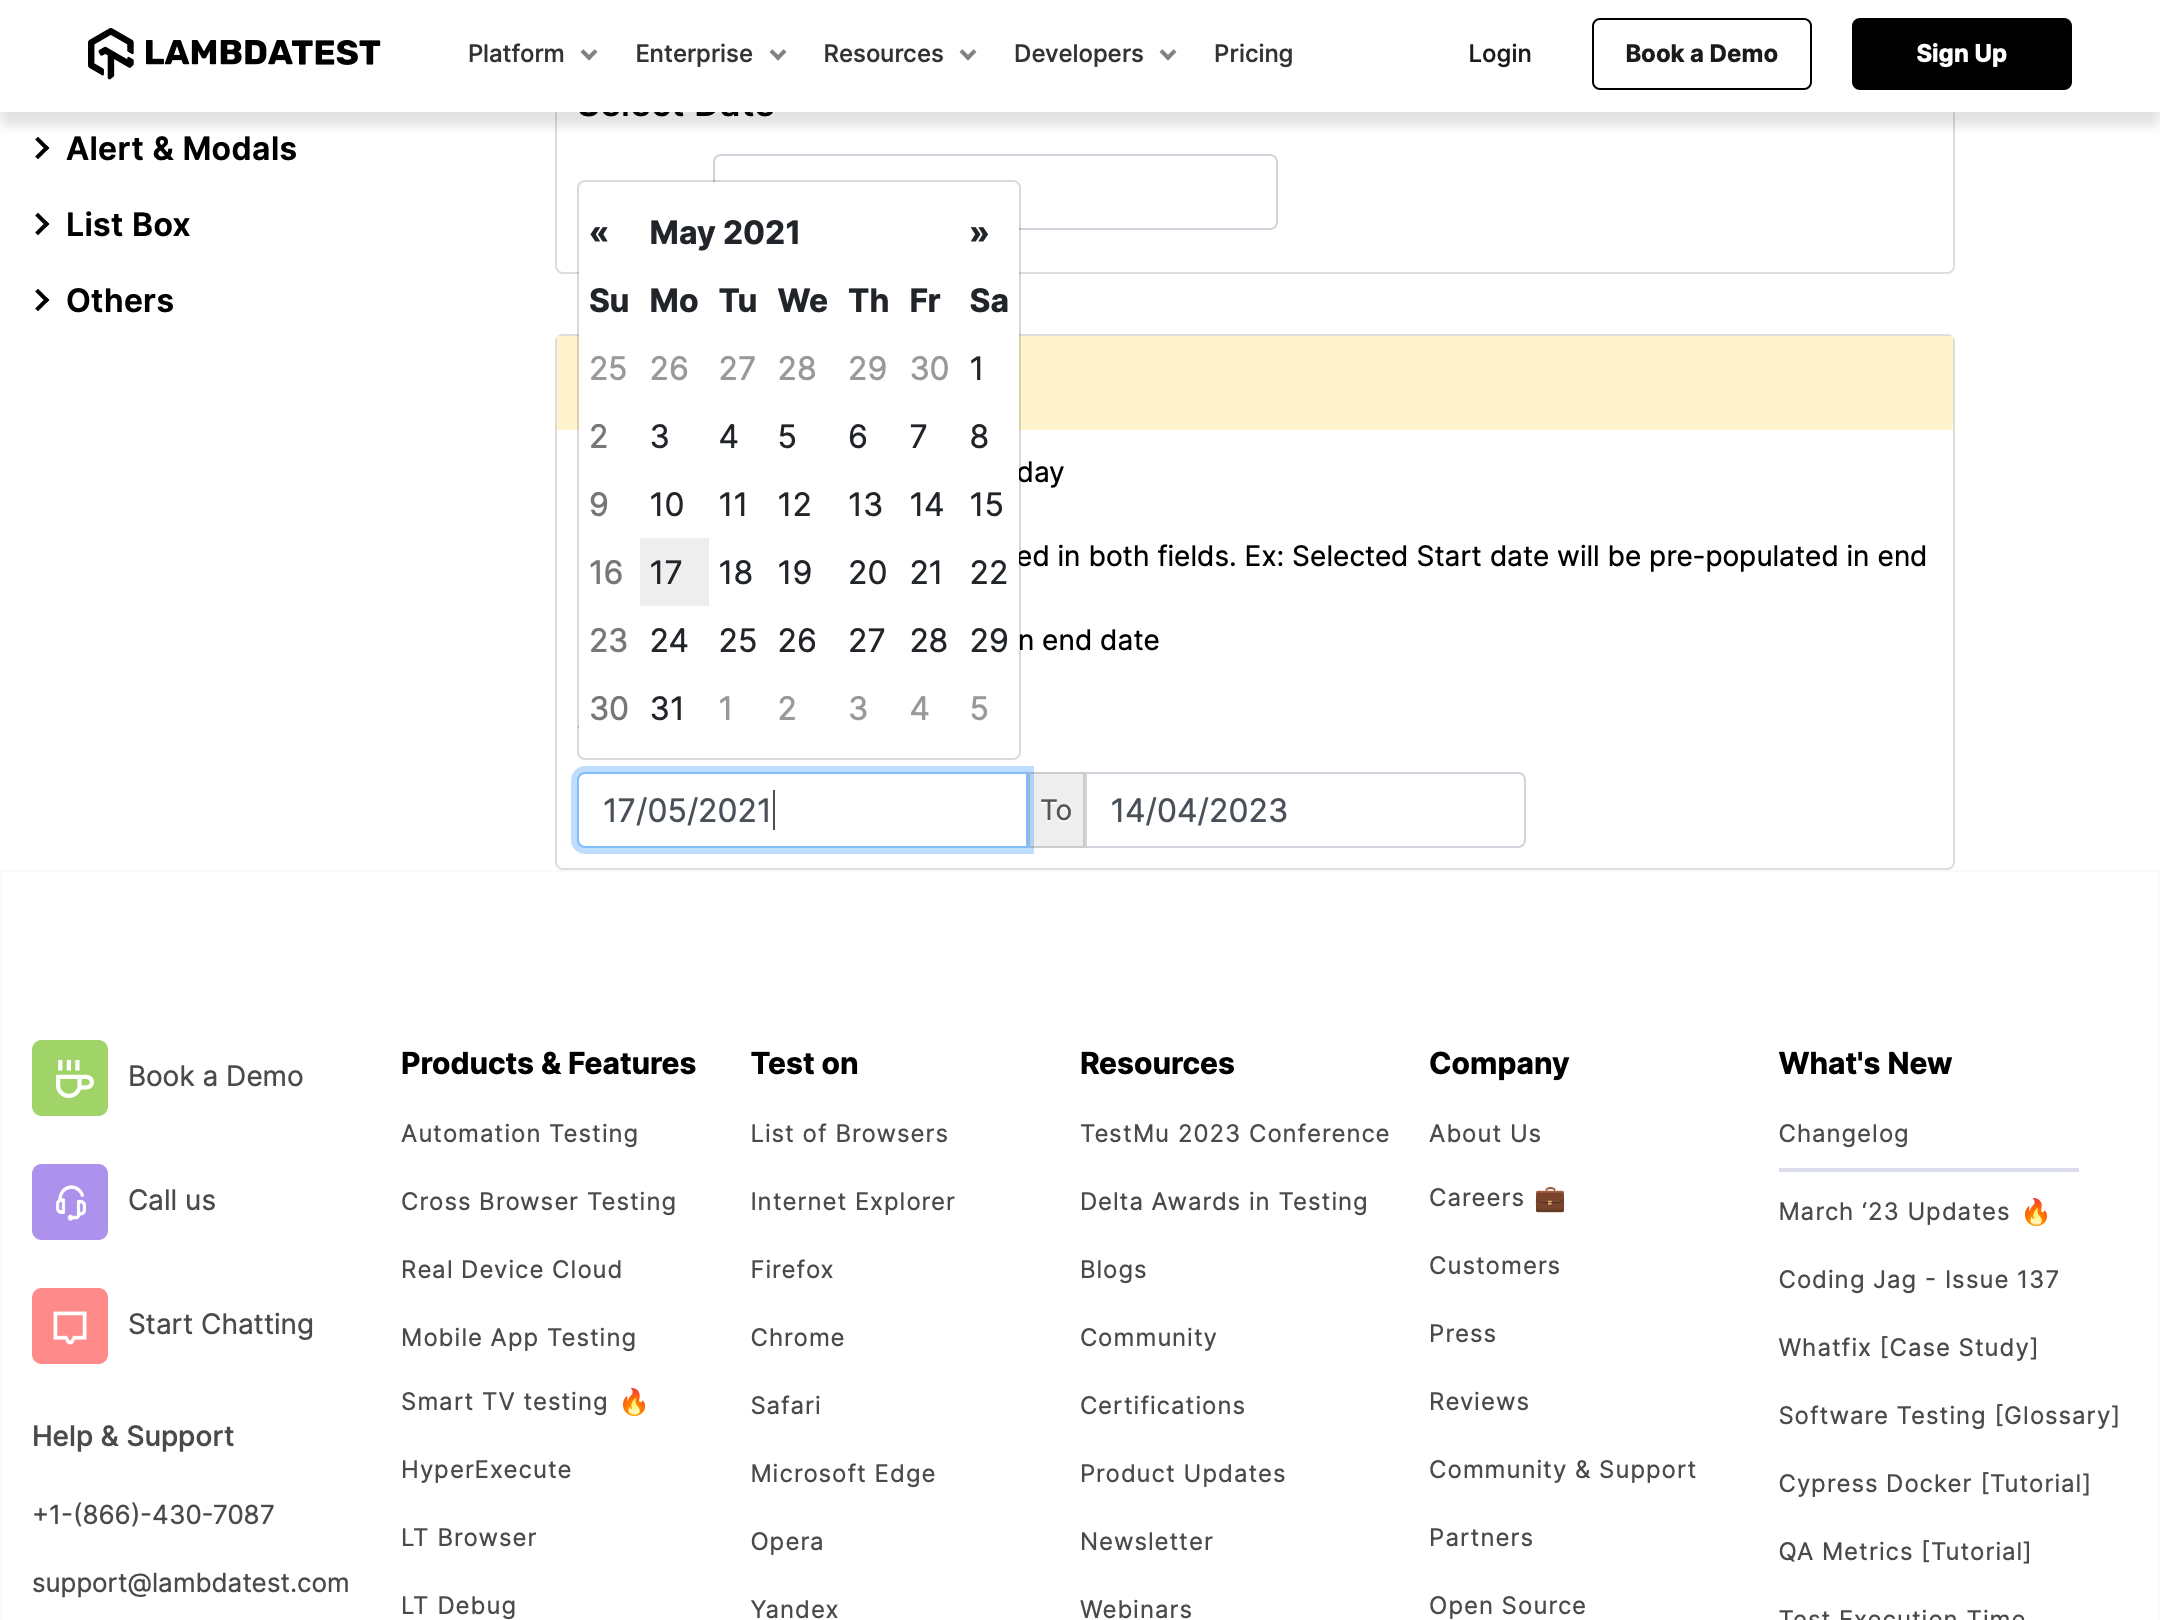 LAMBDATEST
Platform
Enterprise
Resources
Developers
Pricing
Login
Book a Demo
Sign Up
Select Date
Alert & Modals
List Box
Others
« May 2021 »
Su Mo Tu We Th Fr Sa
25 26 27 28 29 30 1
2 3 4 5 6 7 8
9 10 11 12 13 14 15
16 17 18 19 20 21 22
23 24 25 26 27 28 29
30 31 1 2 3 4 5
day
ed in both fields. Ex: Selected Start date will be pre-populated in end
n end date
17/05/2021 To 14/04/2023
Book a Demo
Call us
Start Chatting
Help & Support
+1-(866)-430-7087
support@lambdatest.com
Products & Features
Automation Testing
Cross Browser Testing
Real Device Cloud
Mobile App Testing
Smart TV testing 🔥
HyperExecute
LT Browser
LT Debug
Test on
List of Browsers
Internet Explorer
Firefox
Chrome
Safari
Microsoft Edge
Opera
Yandex
Resources
TestMu 2023 Conference
Delta Awards in Testing
Blogs
Community
Certifications
Product Updates
Newsletter
Webinars
Company
About Us
Careers 💼
Customers
Press
Reviews
Community & Support
Partners
Open Source
What's New
Changelog
March ‘23 Updates 🔥
Coding Jag - Issue 137
Whatfix [Case Study]
Software Testing [Glossary]
Cypress Docker [Tutorial]
QA Metrics [Tutorial]
Test Execution Time